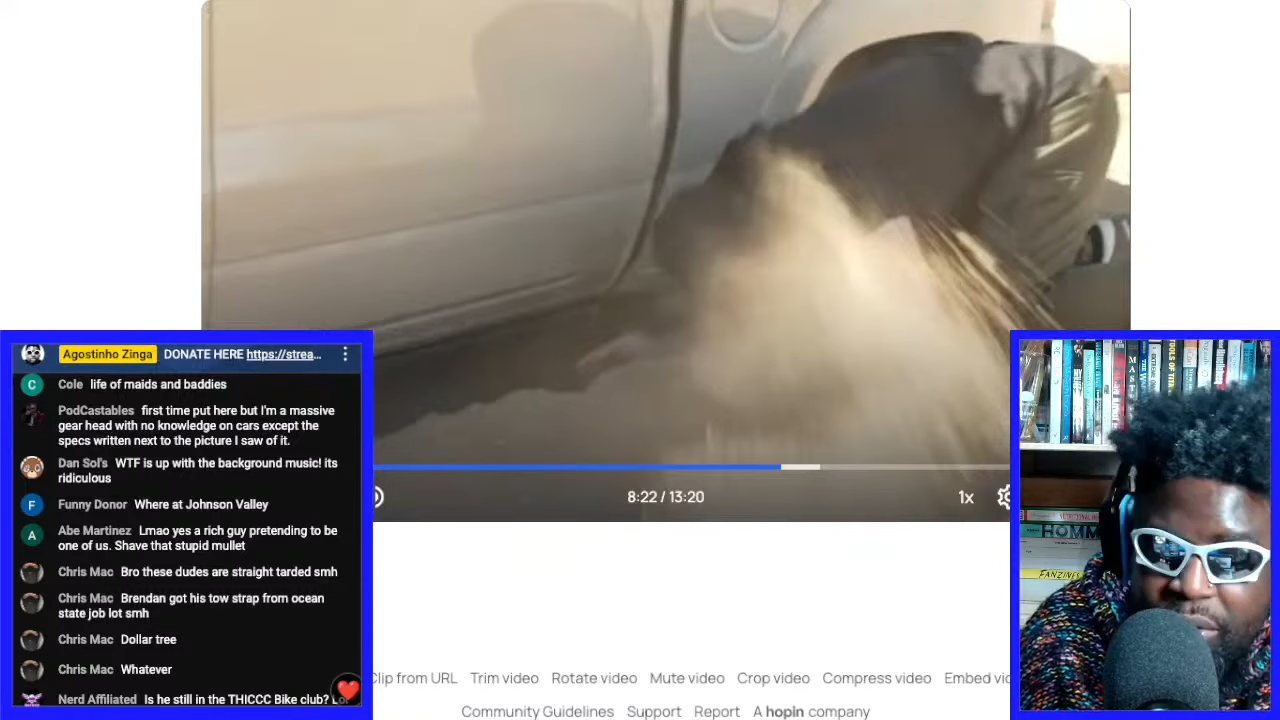 Agostinho Zinga DONATE HERE https://strea...
Cole life of maids and baddies
PodCastables first time put here but I'm a massive
gear head with no knowledge on cars except the
specs written next to the picture I saw of it.
Dan Sol's WTF is up with the background music! its
ridiculous
Funny Donor Where at Johnson Valley
Abe Martinez Lmao yes a rich guy pretending to be
one of us. Shave that stupid mullet
Chris Mac Bro these dudes are straight tarded smh
Chris Mac Brendan got his tow strap from ocean
state job lot smh
Chris Mac Dollar tree
Chris Mac Whatever
Nerd Affiliated Is he still in the THICCC Bike club?
C
F
A
8:22 / 13:20
1x
Clip from URL Trim video Rotate video Mute video Crop video Compress video Embed
Community Guidelines Support Report A hopin company
TOOLS OF TITAN
HOMM
FANZINES